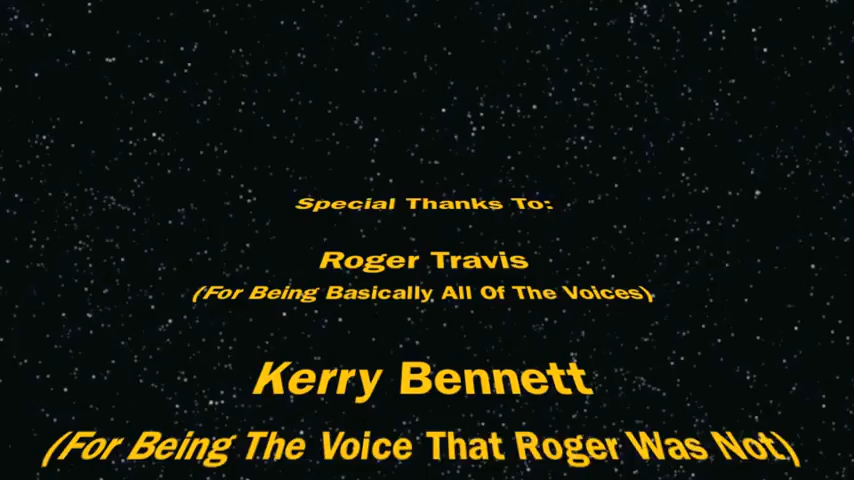 Special Thanks To:
Roger Travis
(For Being Basically All Of The Voices)
Kerry Bennett
(For Being The Voice That Roger Was Not)